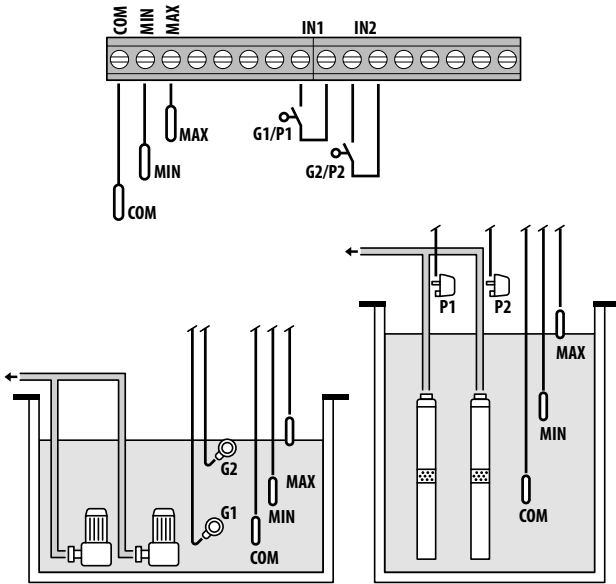 COM MIN MAX IN1 IN2
MAX
G1/P1
MIN
G2/P2
COM
P1 P2
MAX
MIN
COM
G2
MAX
G1
MIN
COM